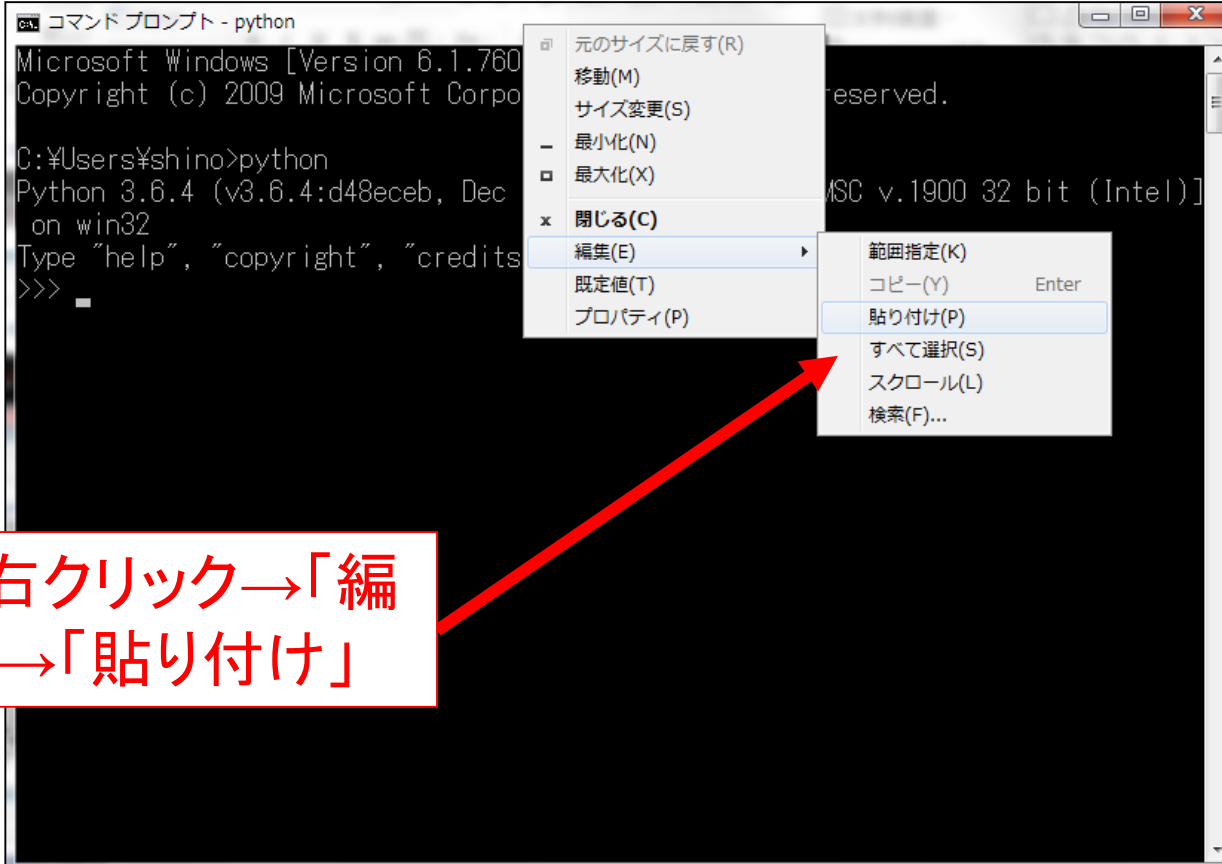 コマンド プロンプト - python
Microsoft Windows [Version 6.1.760
Copyright (c) 2009 Microsoft Corpo
eserved.
C:¥Users¥shino>python
Python 3.6.4 (v3.6.4:d48eceb, Dec
MSC v.1900 32 bit (Intel)]
on win32
Type "help", "copyright", "credits
>>>
元のサイズに戻す(R)
移動(M)
サイズ変更(S)
最小化(N)
最大化(X)
閉じる(C)
編集(E)
既定値(T)
プロパティ(P)
範囲指定(K)
コピー(Y) Enter
貼り付け(P)
すべて選択(S)
スクロール(L)
検索(F)...
右クリック→「編
→「貼り付け」